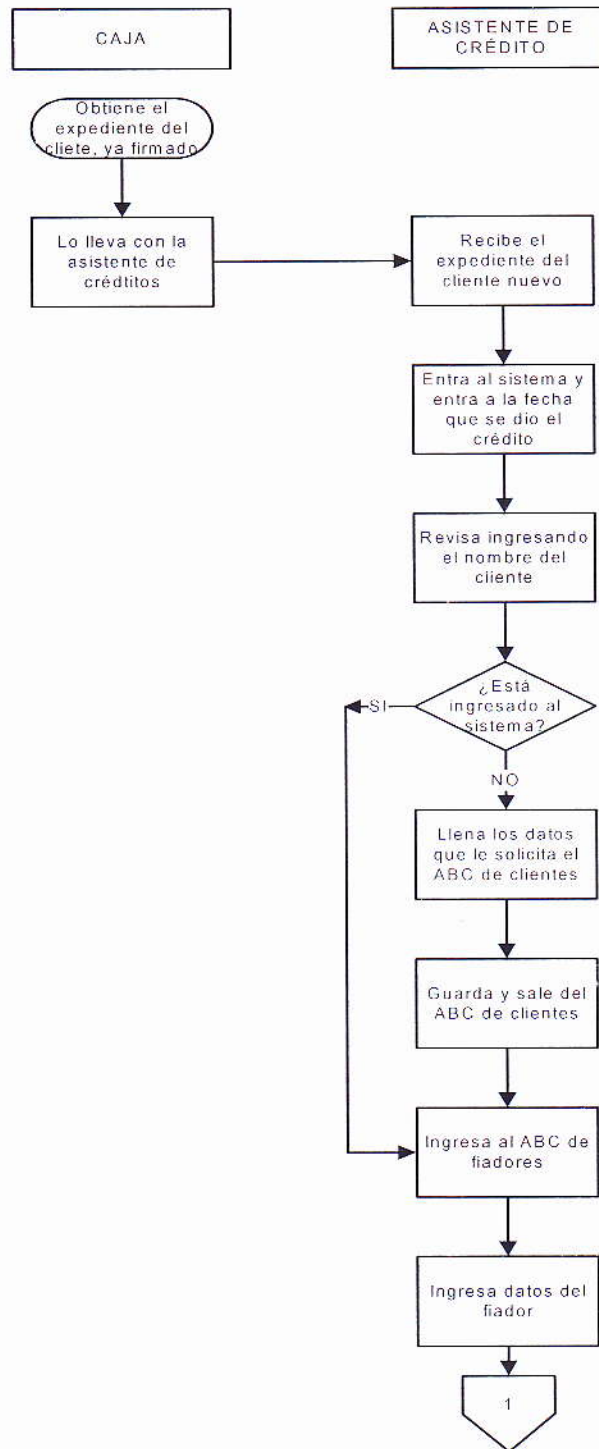 CAJA
ASISTENTE DE
CRÉDITO
Obtiene el
expediente del
cliete, ya firmado
Lo lleva con la
asistente de
crédtitos
Recibe el
expediente del
cliente nuevo
Entra al sistema y
entra a la fecha
que se dio el
crédito
Revisa ingresando
el nombre del
cliente
¿Está
ingresado al
sistema?
SI
NO
Llena los datos
que le solicita el
ABC de clientes
Guarda y sale del
ABC de clientes
Ingresa al ABC de
fiadores
Ingresa datos del
fiador
1